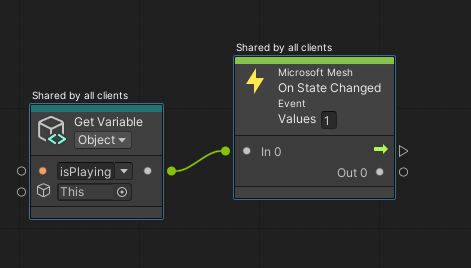 Shared by all clients
Get Variable
Object
isPlaying
This
Shared by all clients
Microsoft Mesh
On State Changed
Event
Values 1
In 0
Out 0